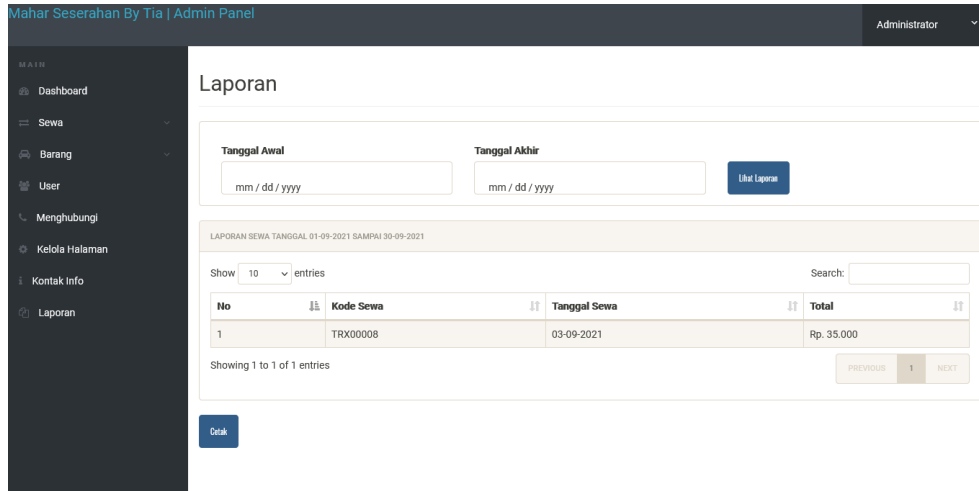 Mahar Seserahan By Tia | Admin Panel
Administrator
MAIN
Dashboard
Sewa
Barang
User
Menghubungi
Kelola Halaman
Kontak Info
Laporan
Laporan
Tanggal Awal Tanggal Akhir
mm / dd / yyyy mm / dd / yyyy Lihat Laporan
LAPORAN SEWA TANGGAL 01-09-2021 SAMPAI 30-09-2021
Show 10 entries Search:
No Kode Sewa Tanggal Sewa Total
1 TRX00008 03-09-2021 Rp. 35.000
Showing 1 to 1 of 1 entries PREVIOUS 1 NEXT
Cetak